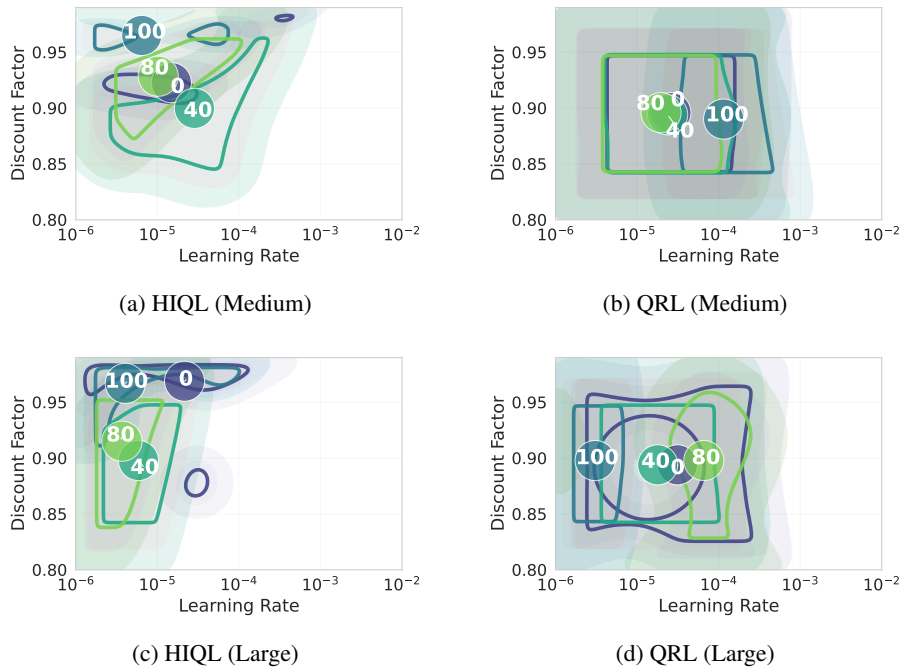 Discount Factor
0.95
0.90
0.85
0.80
100
80
0
40
10⁻⁶ 10⁻⁵ 10⁻⁴ 10⁻³ 10⁻²
Learning Rate
(a) HIQL (Medium)
Discount Factor
0.95
0.90
0.85
0.80
80
0
40
100
10⁻⁶ 10⁻⁵ 10⁻⁴ 10⁻³ 10⁻²
Learning Rate
(b) QRL (Medium)
Discount Factor
0.95
0.90
0.85
0.80
100
0
80
40
10⁻⁶ 10⁻⁵ 10⁻⁴ 10⁻³ 10⁻²
Learning Rate
(c) HIQL (Large)
Discount Factor
0.95
0.90
0.85
0.80
100
40
0
80
10⁻⁶ 10⁻⁵ 10⁻⁴ 10⁻³ 10⁻²
Learning Rate
(d) QRL (Large)